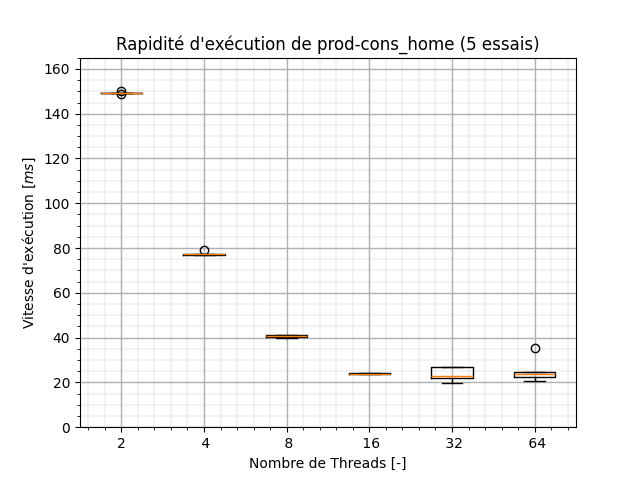 Rapidité d'exécution de prod-cons_home (5 essais)
Vitesse d'exécution [ms]
160
140
120
100
80
60
40
20
0
2 4 8 16 32 64
Nombre de Threads [-]